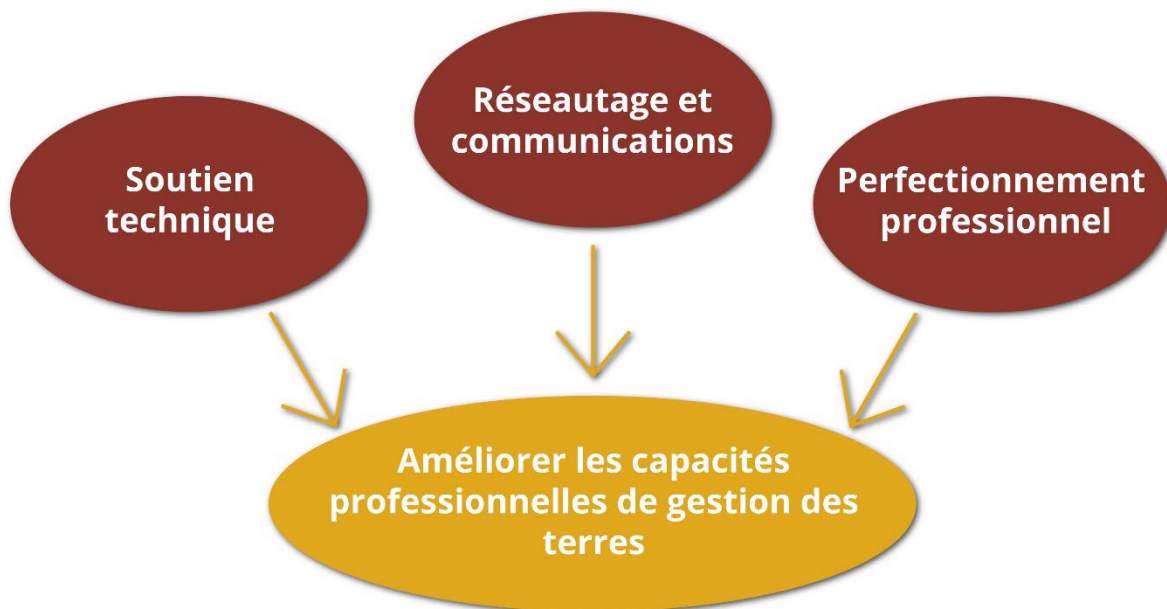 Soutien
technique
Réseautage et
communications
Perfectionnement
professionnel
Améliorer les capacités
professionnelles de gestion des
terres